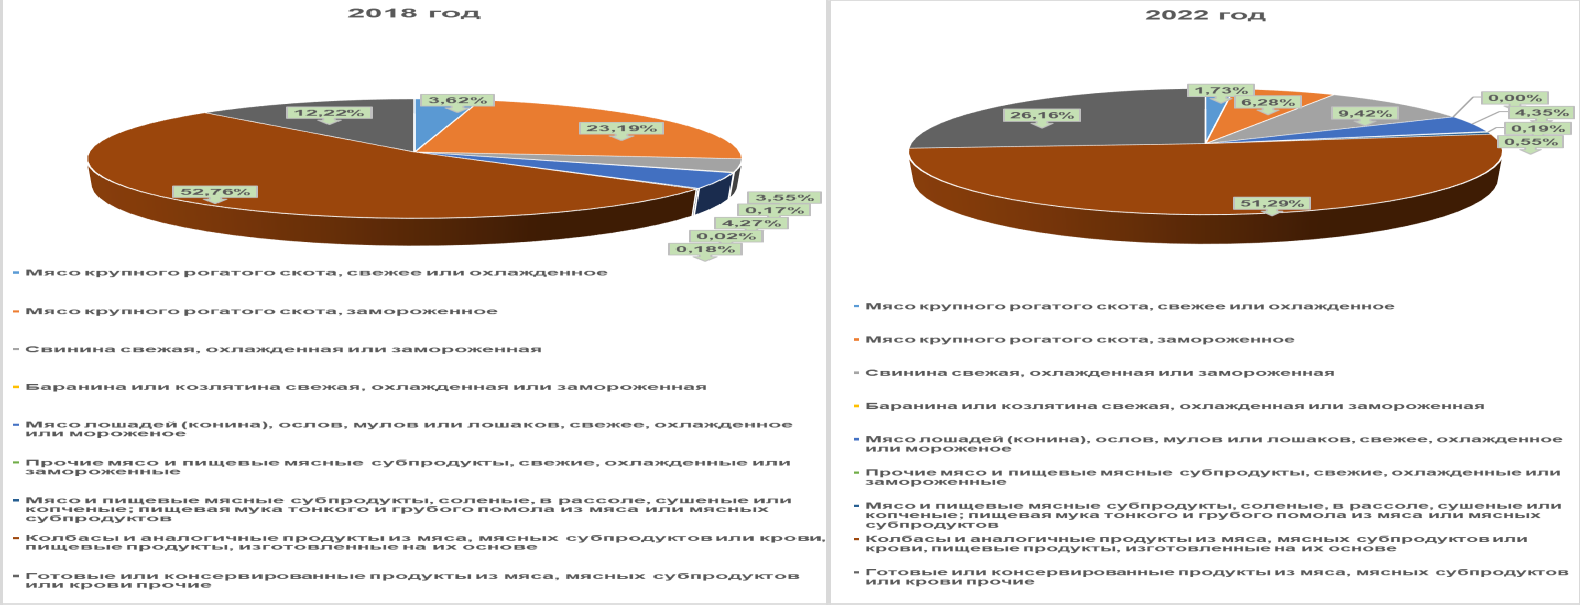 2018 год
3,62%
12,22%
23,19%
52,76%
3,55%
0,17%
4,27%
0,02%
0,18%
Мясо крупного рогатого скота, свежее или охлажденное
Мясо крупного рогатого скота, замороженное
Свинина свежая, охлажденная или замороженная
Баранина или козлятина свежая, охлажденная или замороженная
Мясо лошадей (конина), ослов, мулов или лошаков, свежее, охлажденное
или мороженое
Прочие мясо и пищевые мясные субпродукты, свежие, охлажденные или
замороженные
Мясо и пищевые мясные субпродукты, соленые, в рассоле, сушеные или
копченые; пищевая мука тонкого и грубого помола из мяса или мясных
субпродуктов
Колбасы и аналогичные продукты из мяса, мясных субпродуктов или крови,
пищевые продукты, изготовленные на их основе
Готовые или консервированные продукты из мяса, мясных субпродуктов
или крови прочие
2022 год
1,73%
6,28%
0,00%
9,42%
4,35%
26,16%
0,19%
0,55%
51,29%
Мясо крупного рогатого скота, свежее или охлажденное
Мясо крупного рогатого скота, замороженное
Свинина свежая, охлажденная или замороженная
Баранина или козлятина свежая, охлажденная или замороженная
Мясо лошадей (конина), ослов, мулов или лошаков, свежее, охлажденное
или мороженое
Прочие мясо и пищевые мясные субпродукты, свежие, охлажденные или
замороженные
Мясо и пищевые мясные субпродукты, соленые, в рассоле, сушеные или
копченые; пищевая мука тонкого и грубого помола из мяса или мясных
субпродуктов
Колбасы и аналогичные продукты из мяса, мясных субпродуктов или
крови, пищевые продукты, изготовленные на их основе
Готовые или консервированные продукты из мяса, мясных субпродуктов
или крови прочие